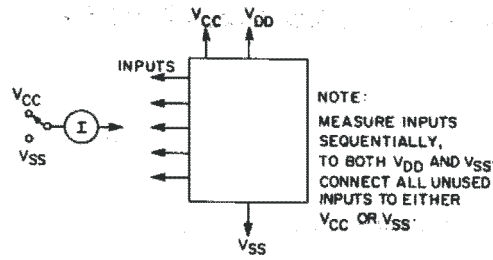 VCC VDD
INPUTS
VCC
I
VSS
NOTE:
MEASURE INPUTS
SEQUENTIALLY,
TO BOTH VDD AND VSS.
CONNECT ALL UNUSED
INPUTS TO EITHER
VCC OR VSS.
VSS